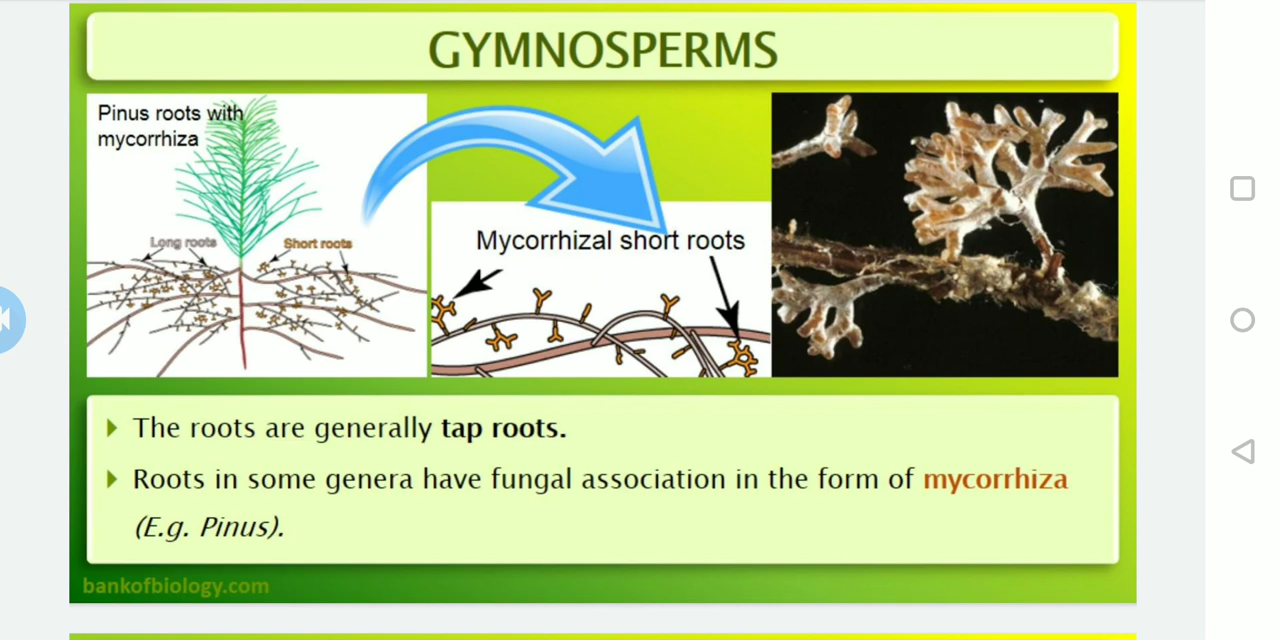 GYMNOSPERMS
Pinus roots with
mycorrhiza
Long roots
Short roots
Mycorrhizal short roots
The roots are generally tap roots.
Roots in some genera have fungal association in the form of mycorrhiza
(E.g. Pinus).
bankofbiology.com